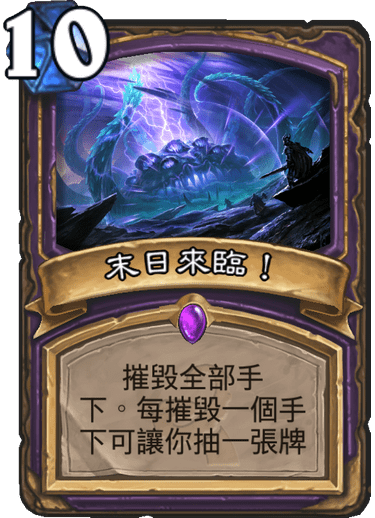 10
末日來臨！
摧毀全部手
下。每摧毀一個手
下可讓你抽一張牌